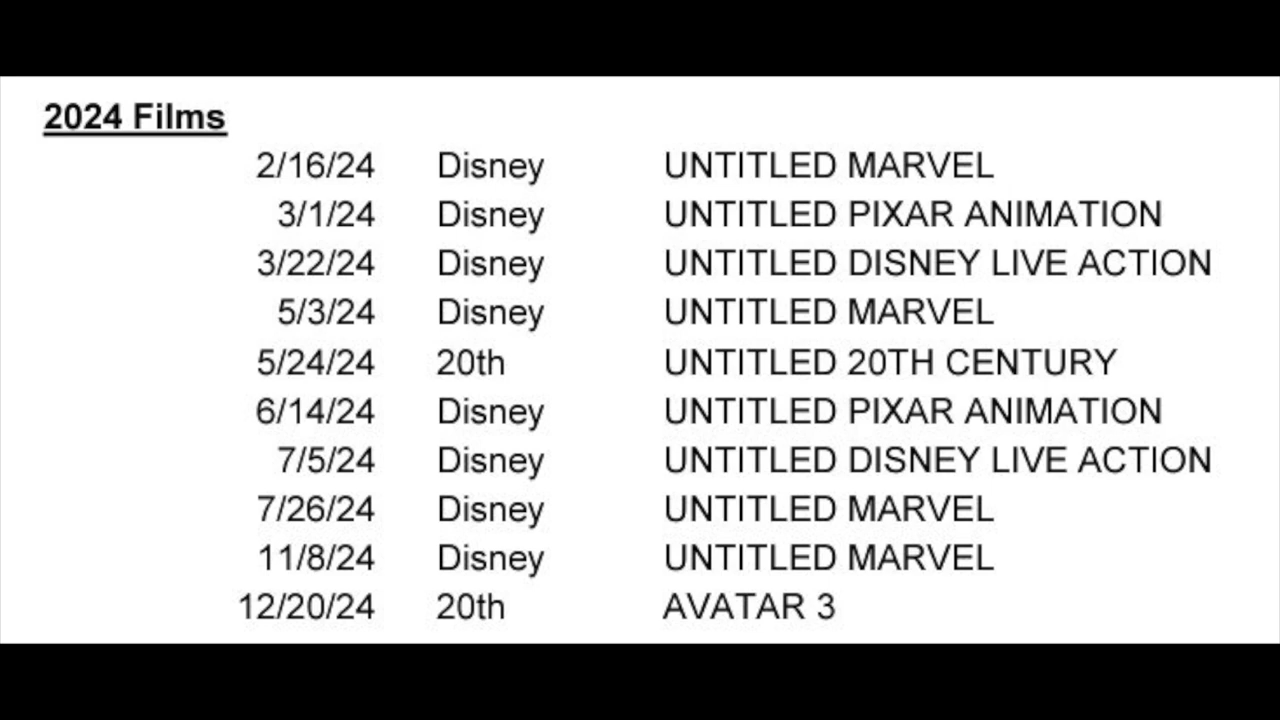 2024 Films
2/16/24 Disney UNTITLED MARVEL
3/1/24 Disney UNTITLED PIXAR ANIMATION
3/22/24 Disney UNTITLED DISNEY LIVE ACTION
5/3/24 Disney UNTITLED MARVEL
5/24/24 20th UNTITLED 20TH CENTURY
6/14/24 Disney UNTITLED PIXAR ANIMATION
7/5/24 Disney UNTITLED DISNEY LIVE ACTION
7/26/24 Disney UNTITLED MARVEL
11/8/24 Disney UNTITLED MARVEL
12/20/24 20th AVATAR 3